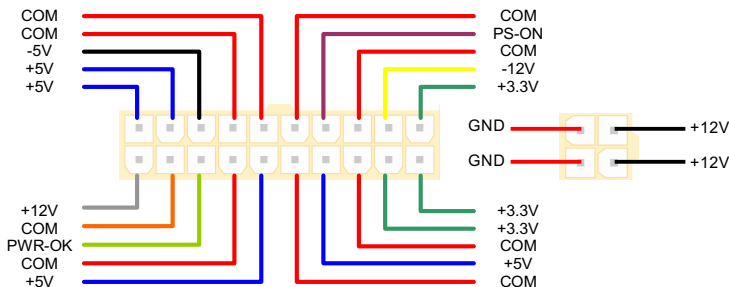 COM
COM
-5V
+5V
+5V
COM
PS-ON
COM
-12V
+3.3V
GND
+12V
GND
+12V
+12V
COM
PWR-OK
COM
+5V
+3.3V
+3.3V
COM
+5V
COM